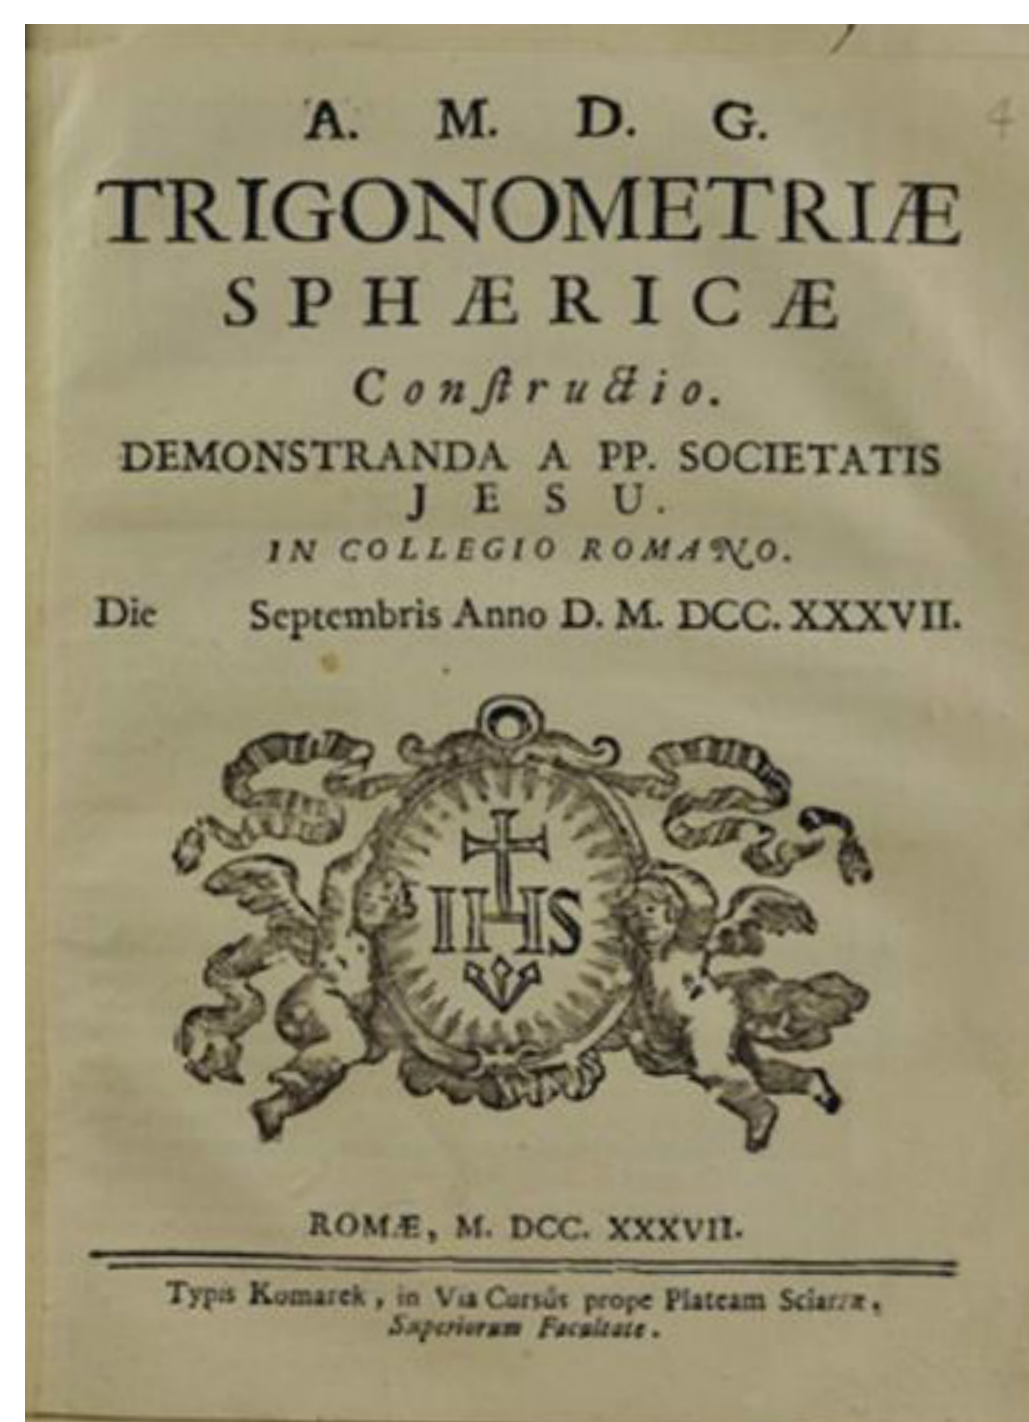 4
A. M. D. G.
TRIGONOMETRIÆ
SPHÆRICÆ
Conſtructio.
DEMONSTRANDA A PP. SOCIETATIS
JESU.
IN COLLEGIO ROMANO.
Die Septembris Anno D. M. DCC. XXXVII.
IHS
ROMÆ, M. DCC. XXXVII.
Typis Komarek, in Via Cursûs prope Plateam Sciarræ,
Superiorum Facultate.